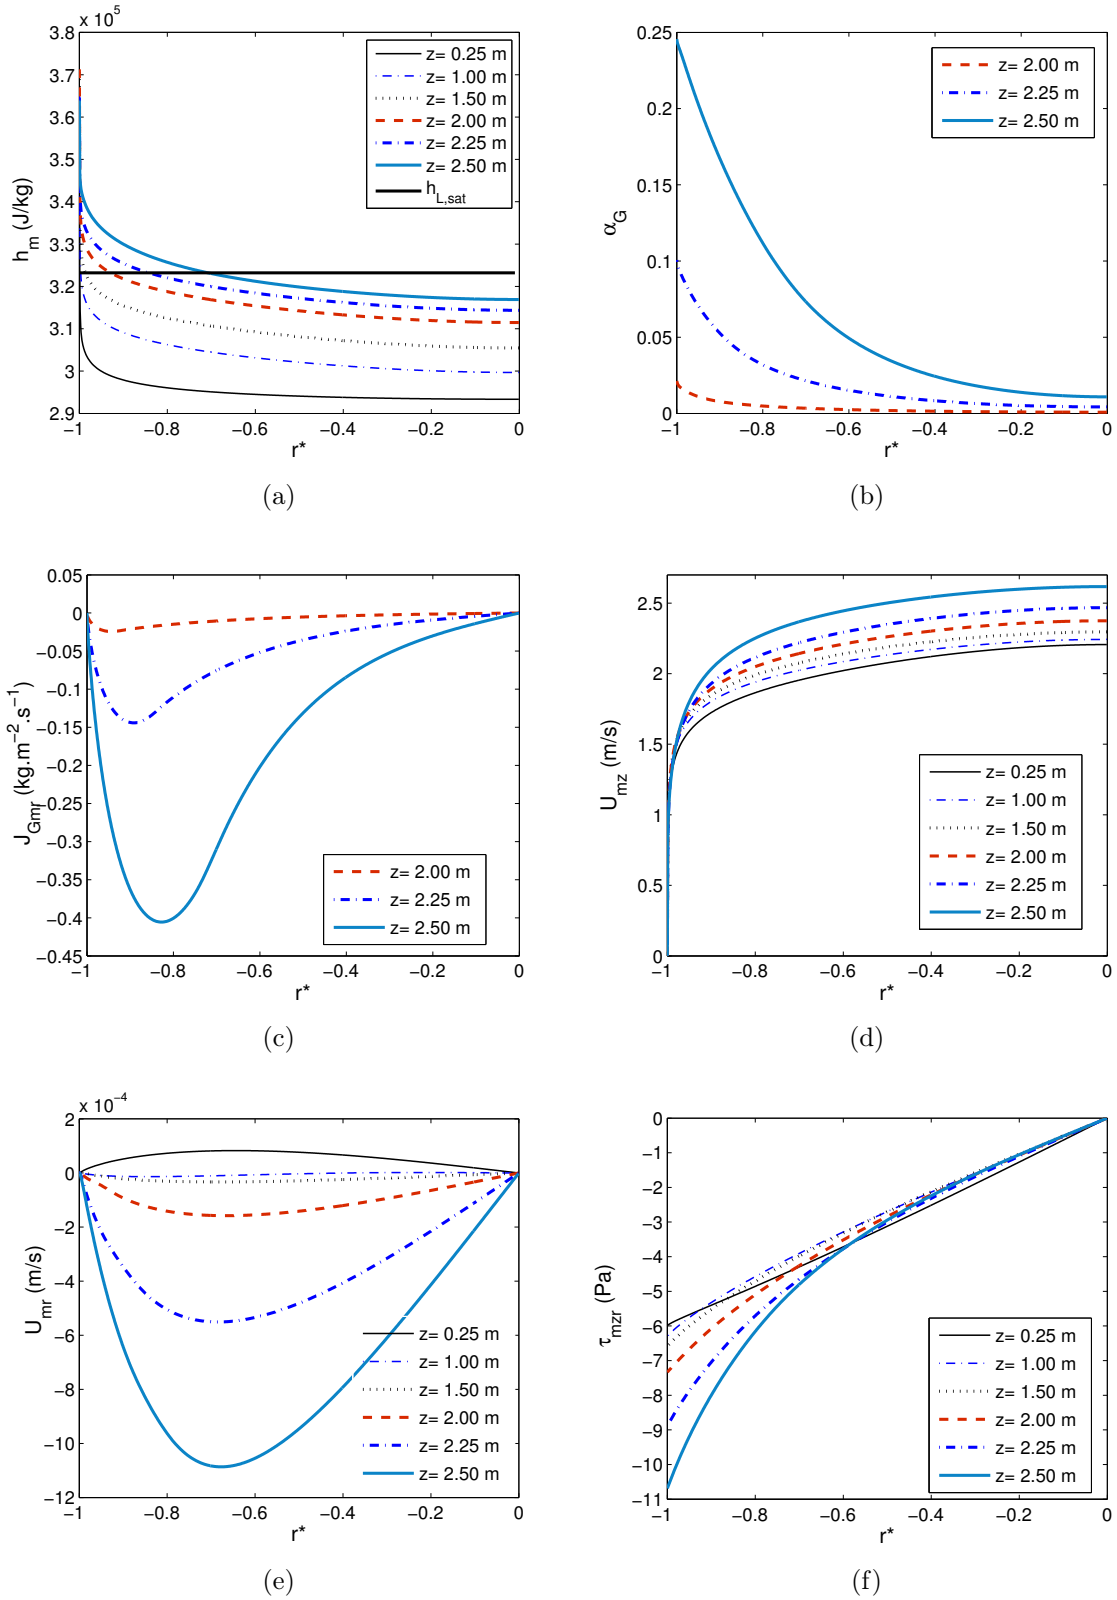 x 10^5
3.8
3.7
3.6
3.5
3.4
3.3
3.2
3.1
3
2.9
h_m (J/kg)
z= 0.25 m
z= 1.00 m
z= 1.50 m
z= 2.00 m
z= 2.25 m
z= 2.50 m
h_L,sat
−1 −0.8 −0.6 −0.4 −0.2 0
r*
(a)
0.25
0.2
0.15
0.1
0.05
0
α_G
z= 2.00 m
z= 2.25 m
z= 2.50 m
−1 −0.8 −0.6 −0.4 −0.2 0
r*
(b)
0.05
0
−0.05
−0.1
−0.15
−0.2
−0.25
−0.3
−0.35
−0.4
−0.45
J_Gmr (kg.m^−2.s^−1)
z= 2.00 m
z= 2.25 m
z= 2.50 m
−1 −0.8 −0.6 −0.4 −0.2 0
r*
(c)
2.5
2
1.5
1
0.5
0
U_mz (m/s)
z= 0.25 m
z= 1.00 m
z= 1.50 m
z= 2.00 m
z= 2.25 m
z= 2.50 m
−1 −0.8 −0.6 −0.4 −0.2 0
r*
(d)
x 10^−4
2
0
−2
−4
−6
−8
−10
−12
U_mr (m/s)
z= 0.25 m
z= 1.00 m
z= 1.50 m
z= 2.00 m
z= 2.25 m
z= 2.50 m
−1 −0.8 −0.6 −0.4 −0.2 0
r*
(e)
0
−1
−2
−3
−4
−5
−6
−7
−8
−9
−10
−11
τ_mzr (Pa)
z= 0.25 m
z= 1.00 m
z= 1.50 m
z= 2.00 m
z= 2.25 m
z= 2.50 m
−1 −0.8 −0.6 −0.4 −0.2 0
r*
(f)